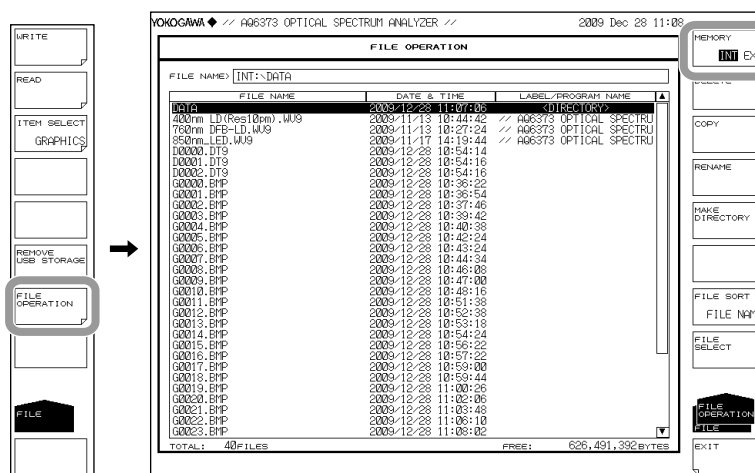 WRITE
READ
ITEM SELECT
GRAPHICS
REMOVE
USB STORAGE
FILE
OPERATION
FILE
YOKOGAWA ◆ // AQ6373 OPTICAL SPECTRUM ANALYZER // 2009 Dec 28 11:08
FILE OPERATION
FILE NAME> INT:\DATA
FILE NAME DATE & TIME LABEL/PROGRAM NAME
DATA 2009/12/28 11:07:06 <DIRECTORY>
400nm LD(Res10pm).WV9 2009/11/13 10:44:42 // AQ6373 OPTICAL SPECTRU
760nm DFB-LD.WV9 2009/11/13 10:27:24 // AQ6373 OPTICAL SPECTRU
850nm_LED.WV9 2009/11/17 14:19:44 // AQ6373 OPTICAL SPECTRU
D0000.DT9 2009/12/28 10:54:14
D0001.DT9 2009/12/28 10:54:16
D0002.DT9 2009/12/28 10:54:16
G0000.BMP 2009/12/28 10:36:22
G0001.BMP 2009/12/28 10:36:54
G0002.BMP 2009/12/28 10:37:46
G0003.BMP 2009/12/28 10:39:42
G0004.BMP 2009/12/28 10:40:38
G0005.BMP 2009/12/28 10:42:24
G0006.BMP 2009/12/28 10:43:24
G0007.BMP 2009/12/28 10:44:34
G0008.BMP 2009/12/28 10:46:08
G0009.BMP 2009/12/28 10:47:00
G0010.BMP 2009/12/28 10:48:16
G0011.BMP 2009/12/28 10:51:38
G0012.BMP 2009/12/28 10:52:38
G0013.BMP 2009/12/28 10:53:18
G0014.BMP 2009/12/28 10:54:24
G0015.BMP 2009/12/28 10:56:22
G0016.BMP 2009/12/28 10:57:22
G0017.BMP 2009/12/28 10:59:00
G0018.BMP 2009/12/28 10:59:44
G0019.BMP 2009/12/28 11:00:26
G0020.BMP 2009/12/28 11:02:06
G0021.BMP 2009/12/28 11:03:48
G0022.BMP 2009/12/28 11:06:10
G0023.BMP 2009/12/28 11:08:02
TOTAL: 40FILES FREE: 626,491,392BYTES
MEMORY
INT EX
DELETE
COPY
RENAME
MAKE
DIRECTORY
FILE SORT
FILE NAM
FILE
SELECT
FILE
OPERATION
FILE
EXIT